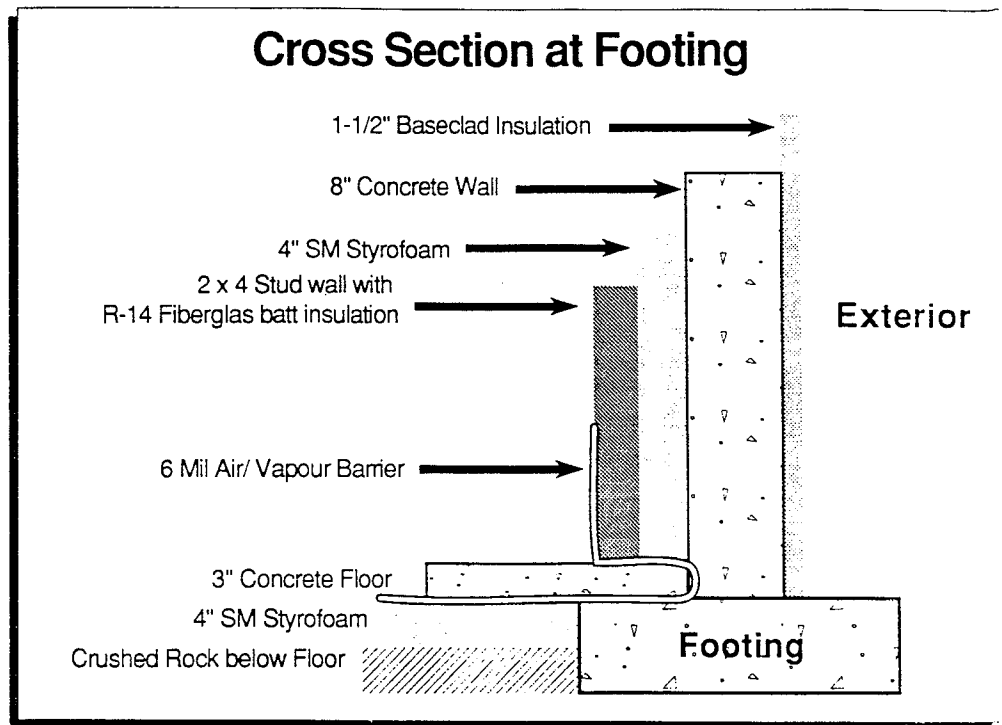 Cross Section at Footing
1-1/2" Baseclad Insulation
8" Concrete Wall
4" SM Styrofoam
2 x 4 Stud wall with
R-14 Fiberglas batt insulation
Exterior
6 Mil Air/ Vapour Barrier
3" Concrete Floor
4" SM Styrofoam
Footing
Crushed Rock below Floor